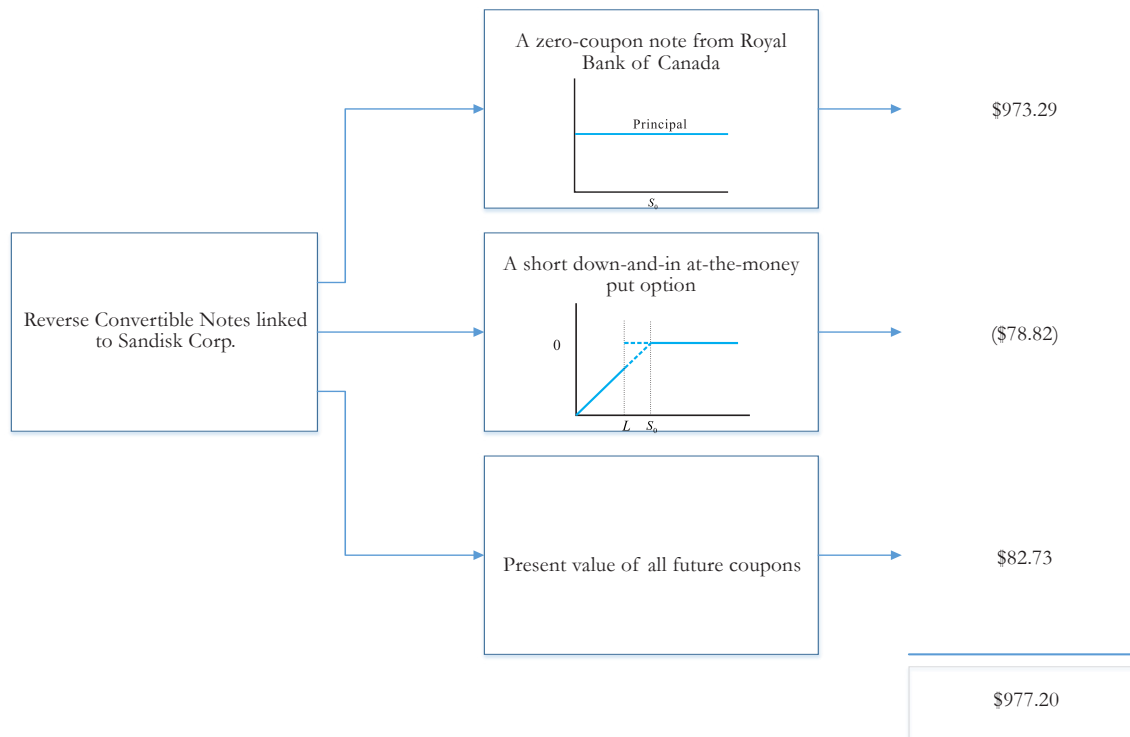 A zero-coupon note from Royal
Bank of Canada
Principal
S₀
$973.29
Reverse Convertible Notes linked
to Sandisk Corp.
A short down-and-in at-the-money
put option
0
L S₀
($78.82)
Present value of all future coupons
$82.73
$977.20